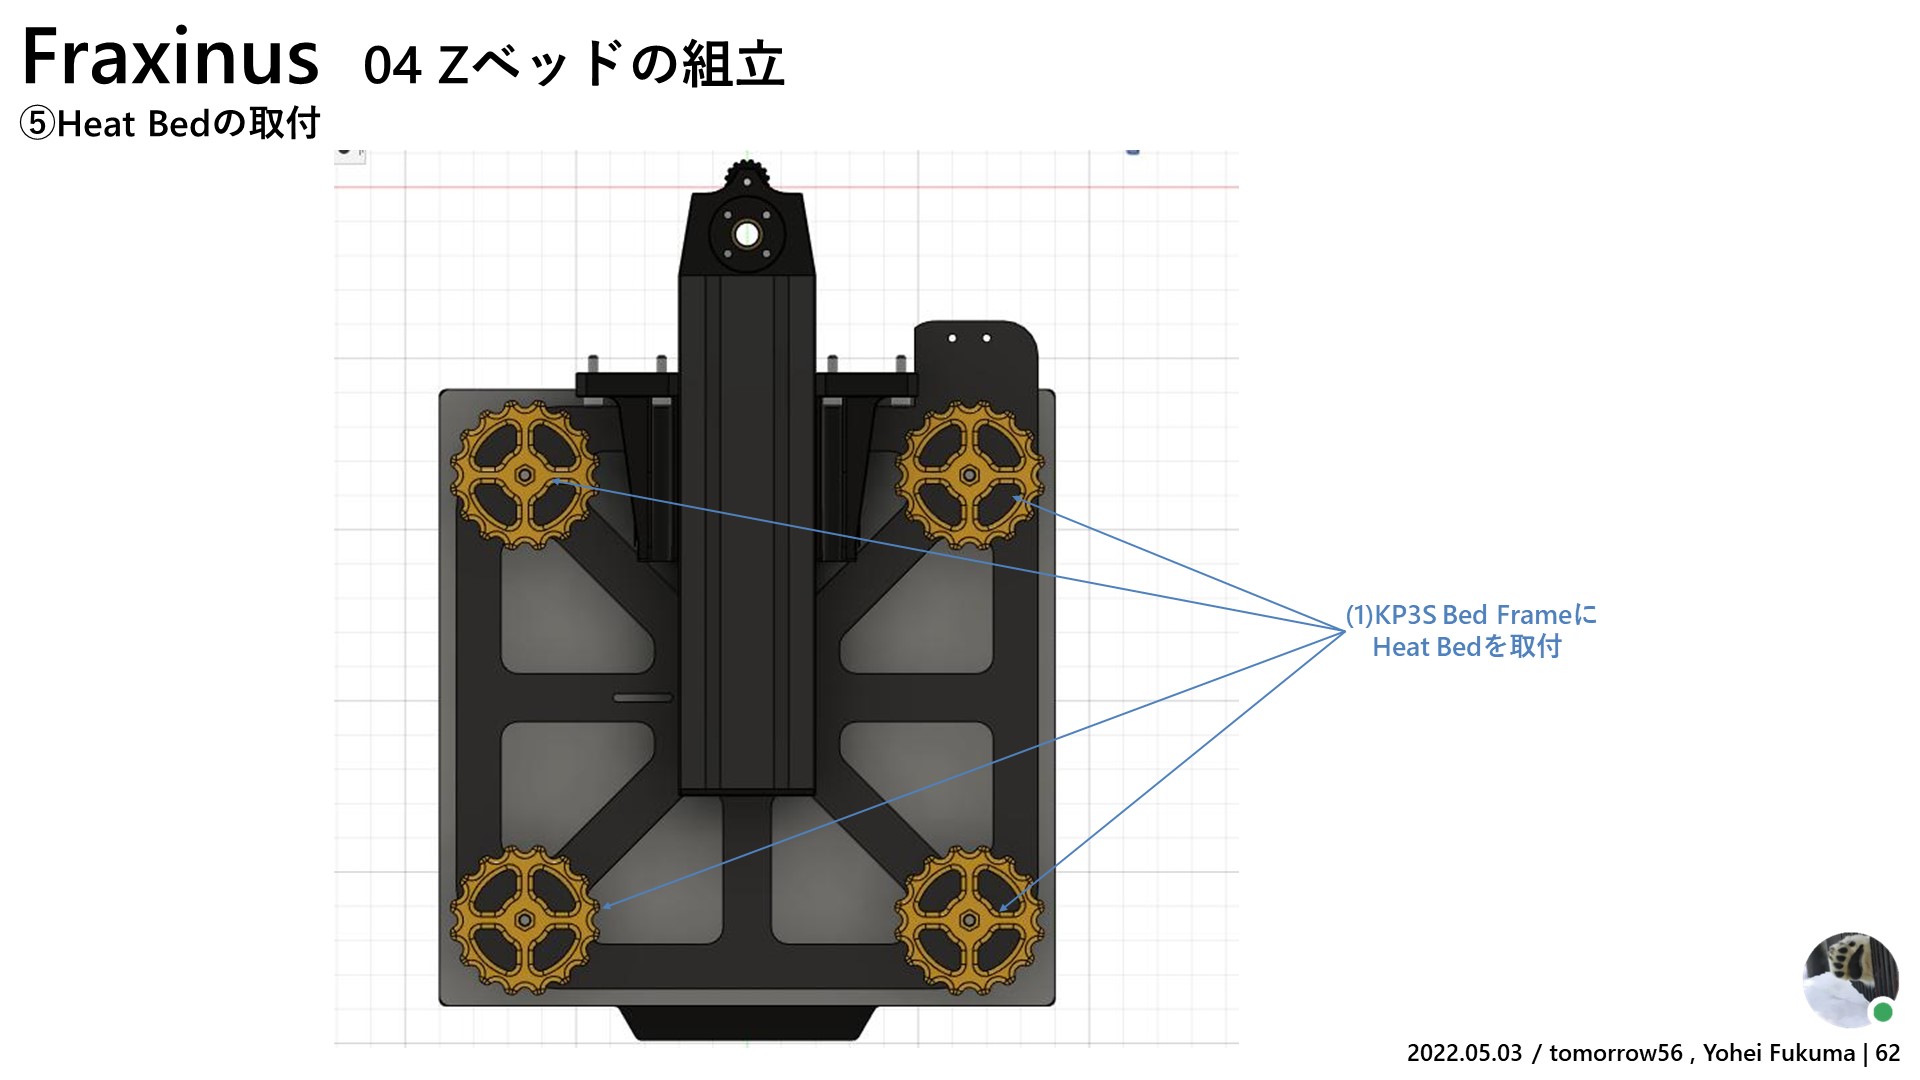 Fraxinus 04 Zベッドの組立
⑤Heat Bedの取付
(1)KP3S Bed Frameに
Heat Bedを取付
2022.05.03 / tomorrow56 , Yohei Fukuma | 62